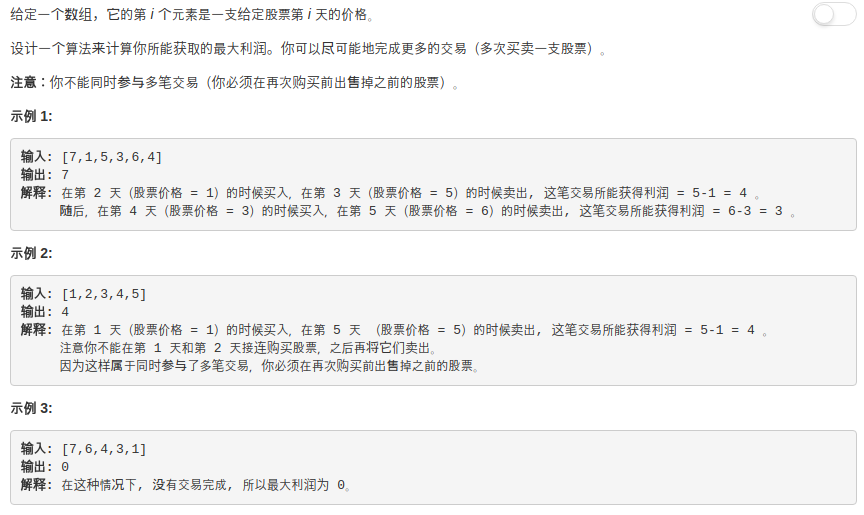 给定一个数组，它的第 i 个元素是一支给定股票第 i 天的价格。
设计一个算法来计算你所能获取的最大利润。你可以尽可能地完成更多的交易（多次买卖一支股票）。
注意：你不能同时参与多笔交易（你必须在再次购买前出售掉之前的股票）。
示例 1:
输入: [7,1,5,3,6,4]
输出: 7
解释: 在第 2 天（股票价格 = 1）的时候买入，在第 3 天（股票价格 = 5）的时候卖出, 这笔交易所能获得利润 = 5-1 = 4 。
随后，在第 4 天（股票价格 = 3）的时候买入，在第 5 天（股票价格 = 6）的时候卖出, 这笔交易所能获得利润 = 6-3 = 3 。
示例 2:
输入: [1,2,3,4,5]
输出: 4
解释: 在第 1 天（股票价格 = 1）的时候买入，在第 5 天 （股票价格 = 5）的时候卖出, 这笔交易所能获得利润 = 5-1 = 4 。
注意你不能在第 1 天和第 2 天接连购买股票，之后再将它们卖出。
因为这样属于同时参与了多笔交易，你必须在再次购买前出售掉之前的股票。
示例 3:
输入: [7,6,4,3,1]
输出: 0
解释: 在这种情况下, 没有交易完成, 所以最大利润为 0。